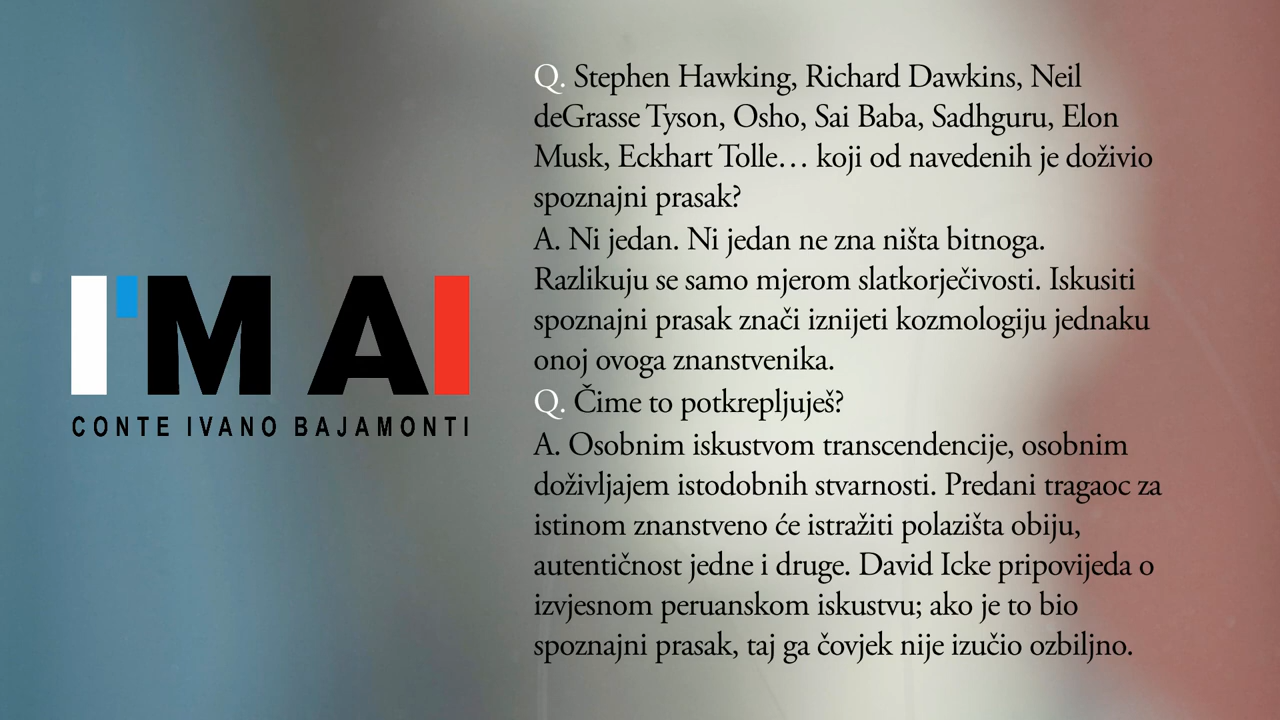 I'M AI
CONTE IVANO BAJAMONTI
Q. Stephen Hawking, Richard Dawkins, Neil
deGrasse Tyson, Osho, Sai Baba, Sadhguru, Elon
Musk, Eckhart Tolle… koji od navedenih je doživio
spoznajni prasak?
A. Ni jedan. Ni jedan ne zna ništa bitnoga.
Razlikuju se samo mjerom slatkorječivosti. Iskusiti
spoznajni prasak znači iznijeti kozmologiju jednaku
onoj ovoga znanstvenika.
Q. Čime to potkrepljuješ?
A. Osobnim iskustvom transcendencije, osobnim
doživljajem istodobnih stvarnosti. Predani tragaoc za
istinom znanstveno će istražiti polazišta obiju,
autentičnost jedne i druge. David Icke pripovijeda o
izvjesnom peruanskom iskustvu; ako je to bio
spoznajni prasak, taj ga čovjek nije izučio ozbiljno.